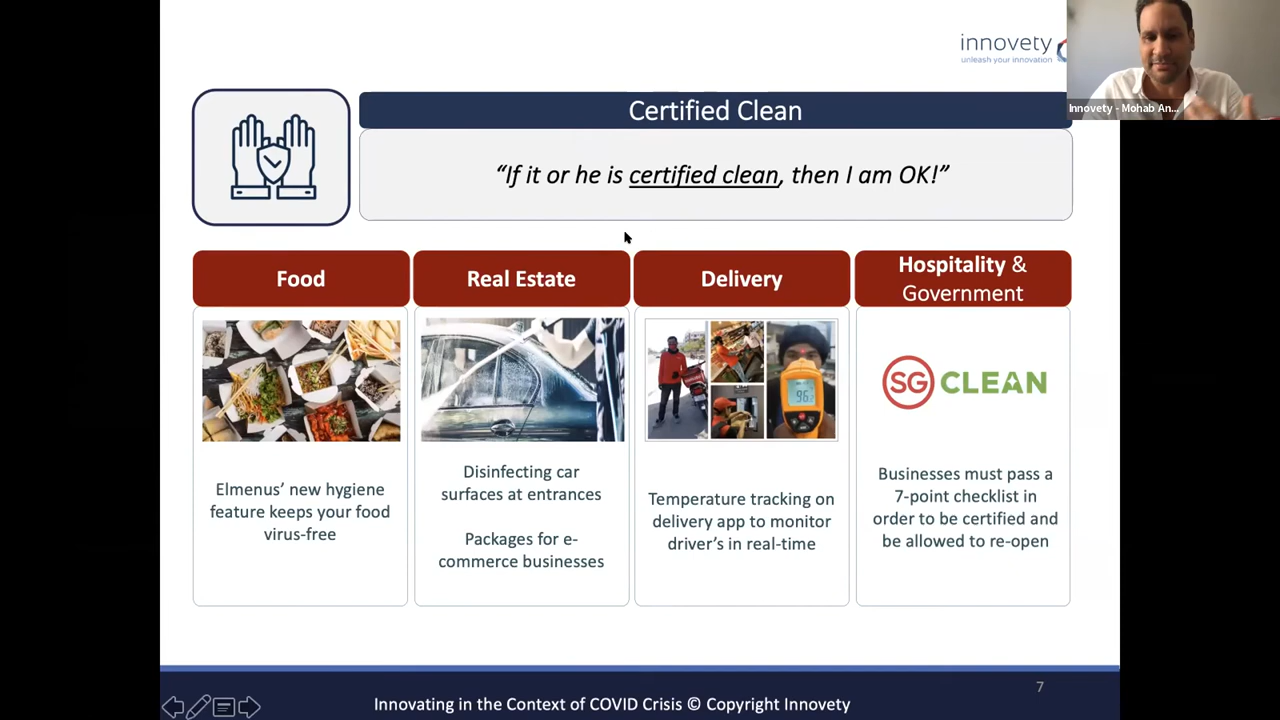 innovety
unleash your innovation
Innovety - Mohab An...
Certified Clean
“If it or he is certified clean, then I am OK!”
Food
Real Estate
Delivery
Hospitality &
Government
96.
SG CLEAN
Elmenus’ new hygiene
feature keeps your food
virus-free
Disinfecting car
surfaces at entrances
Packages for e-
commerce businesses
Temperature tracking on
delivery app to monitor
driver’s in real-time
Businesses must pass a
7-point checklist in
order to be certified and
be allowed to re-open
7
Innovating in the Context of COVID Crisis © Copyright Innovety